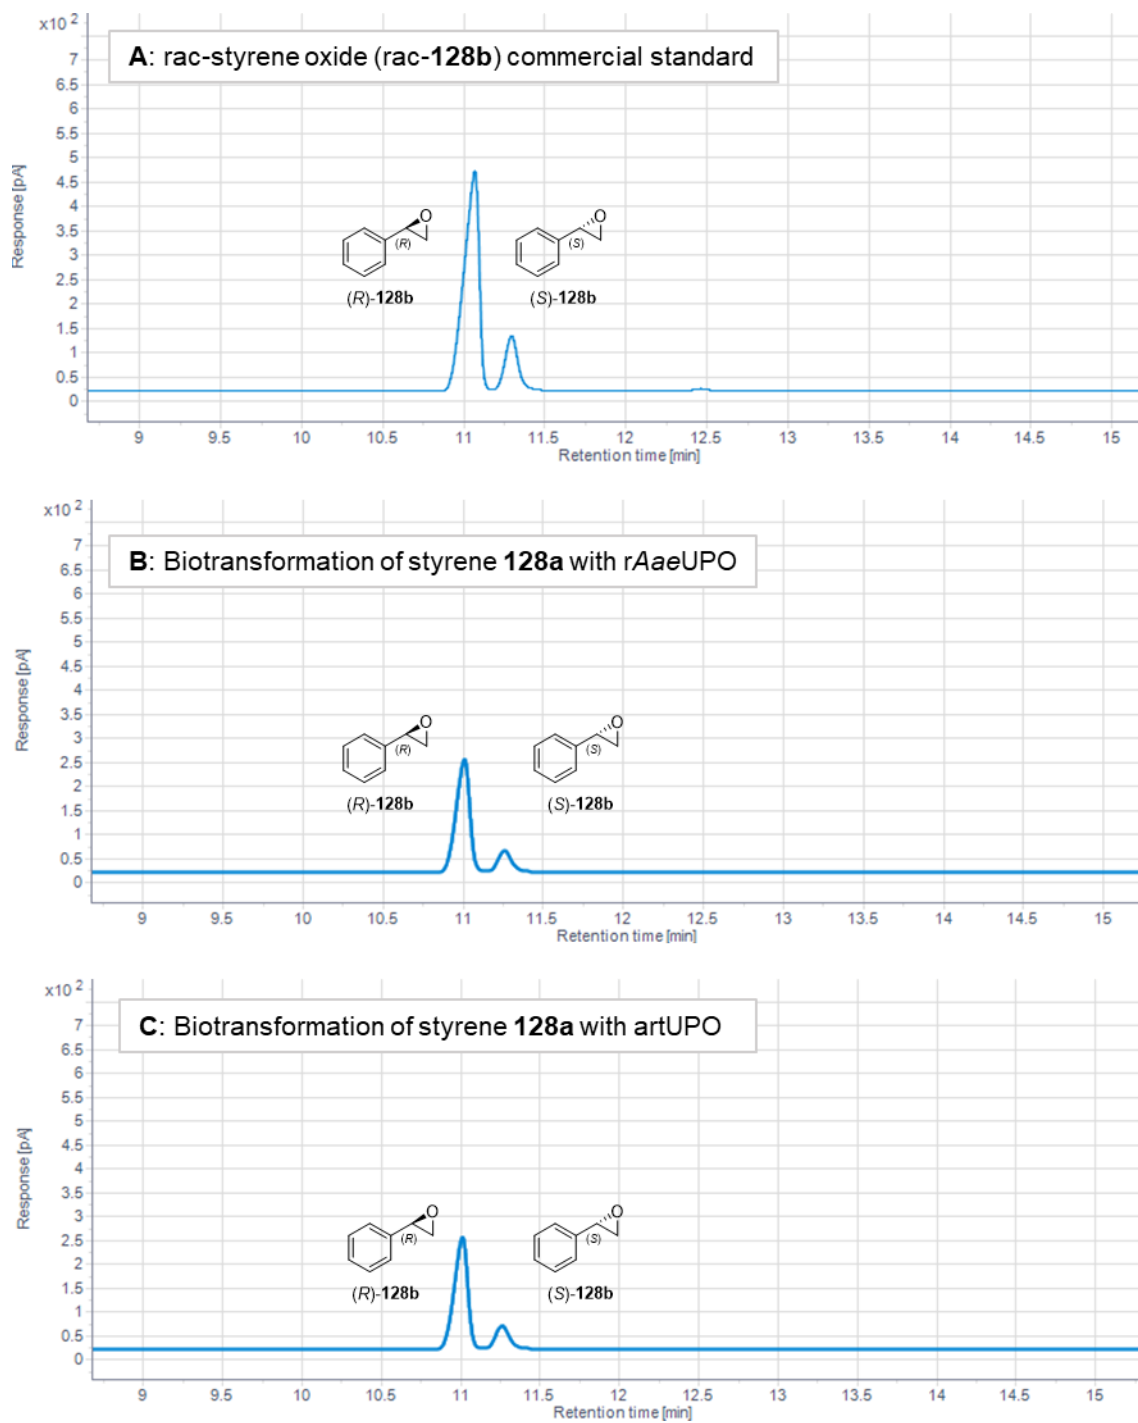 x10 2
A: rac-styrene oxide (rac-128b) commercial standard
7
6.5
6
5.5
5
4.5
4
3.5
3
2.5
2
1.5
1
0.5
0
Response [pA]
O
(R)
(R)-128b
O
(S)
(S)-128b
9 9.5 10 10.5 11 11.5 12 12.5 13 13.5 14 14.5 15
Retention time [min]
x10 2
B: Biotransformation of styrene 128a with rAaeUPO
7
6.5
6
5.5
5
4.5
4
3.5
3
2.5
2
1.5
1
0.5
0
Response [pA]
O
(R)
(R)-128b
O
(S)
(S)-128b
9 9.5 10 10.5 11 11.5 12 12.5 13 13.5 14 14.5 15
Retention time [min]
x10 2
C: Biotransformation of styrene 128a with artUPO
7
6.5
6
5.5
5
4.5
4
3.5
3
2.5
2
1.5
1
0.5
0
Response [pA]
O
(R)
(R)-128b
O
(S)
(S)-128b
9 9.5 10 10.5 11 11.5 12 12.5 13 13.5 14 14.5 15
Retention time [min]